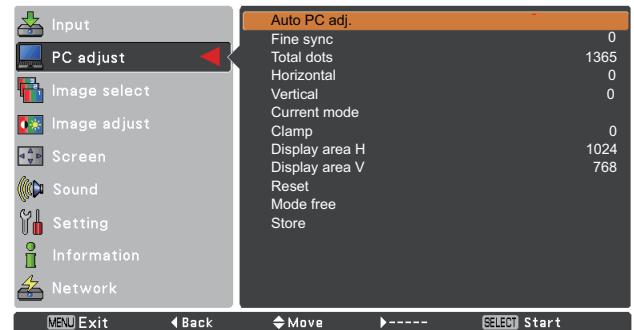 Input
PC adjust
Image select
Image adjust
Screen
Sound
Setting
Information
Network
Auto PC adj.
Fine sync 0
Total dots 1365
Horizontal 0
Vertical 0
Current mode
Clamp 0
Display area H 1024
Display area V 768
Reset
Mode free
Store
MENU Exit ◀Back ◆Move ▶----- SELECT Start